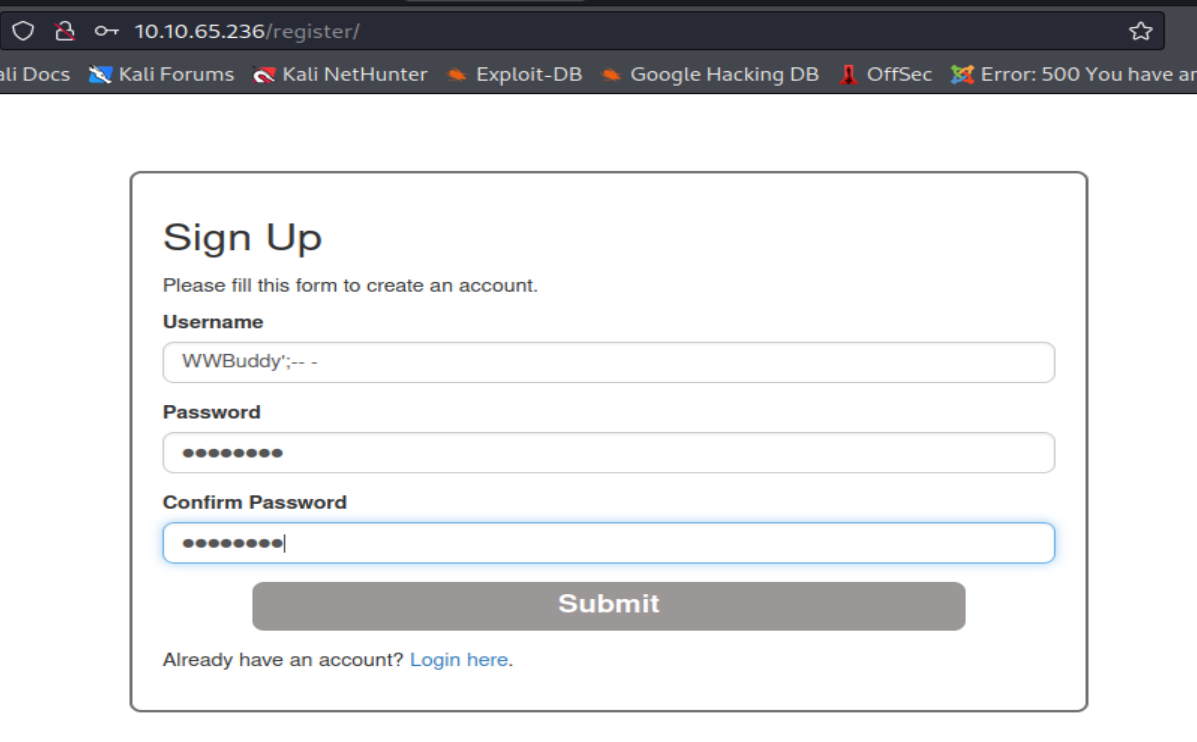 10.10.65.236/register/
ali Docs Kali Forums Kali NetHunter Exploit-DB Google Hacking DB OffSec Error: 500 You have an
Sign Up
Please fill this form to create an account.
Username
WWBuddy';-- -
Password
Confirm Password
Submit
Already have an account? Login here.